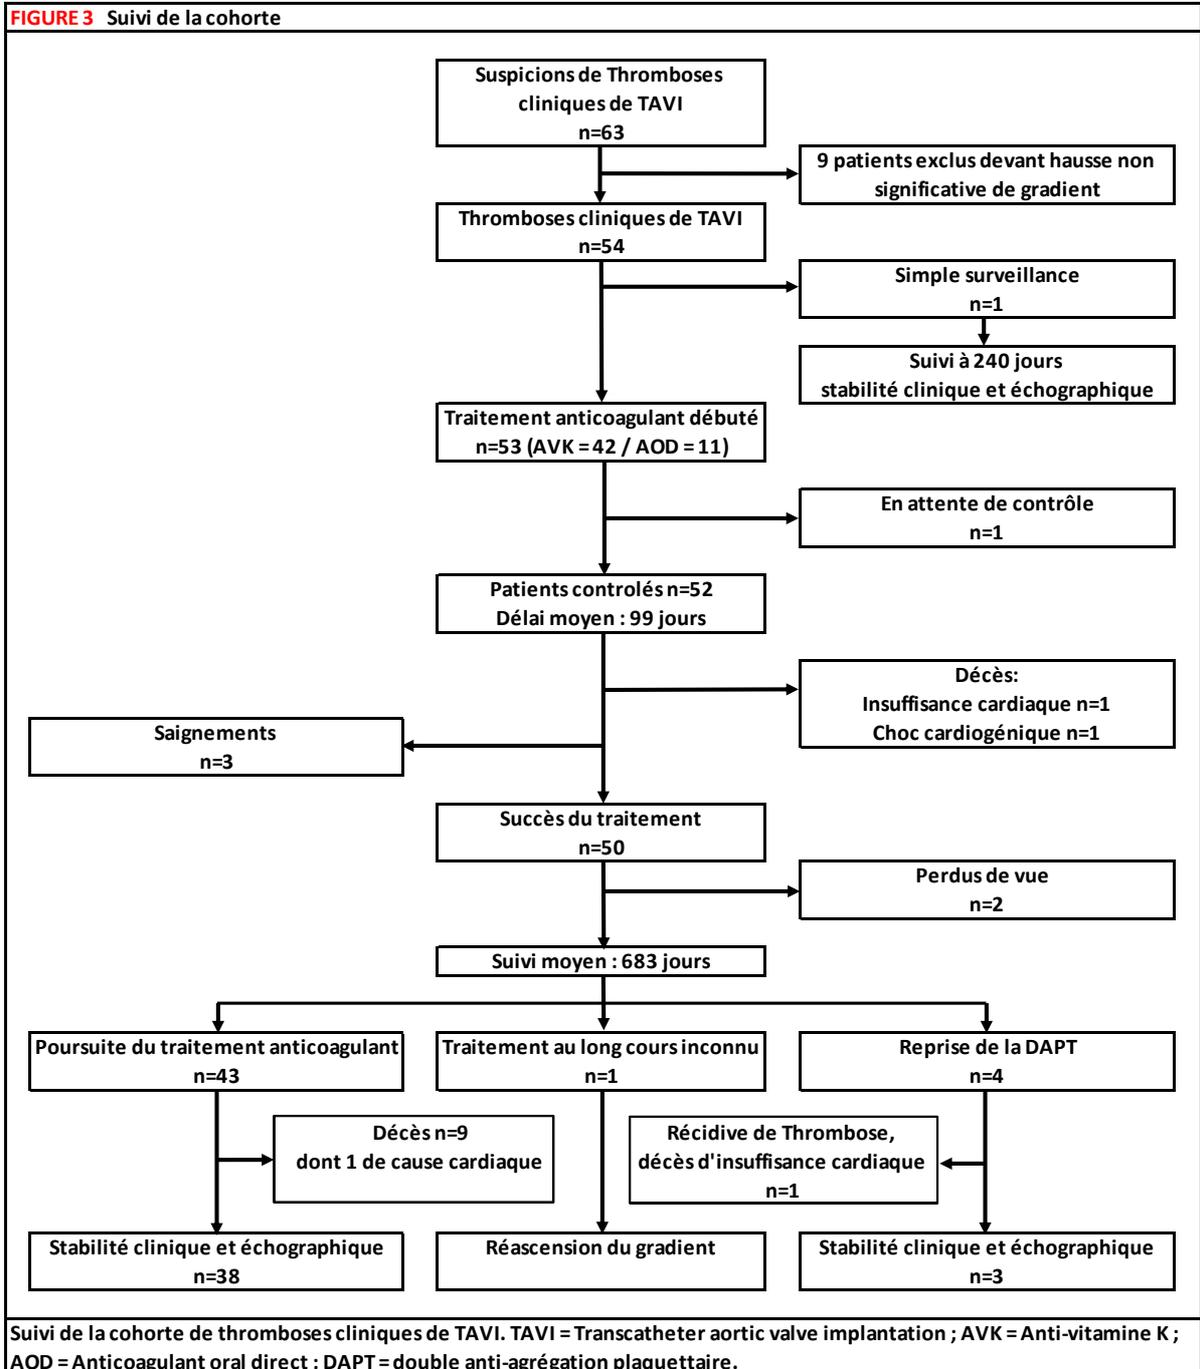 FIGURE 3 Suivi de la cohorte
Suspicions de Thromboses
cliniques de TAVI
n=63
9 patients exclus devant hausse non
significative de gradient
Thromboses cliniques de TAVI
n=54
Simple surveillance
n=1
Suivi à 240 jours
stabilité clinique et échographique
Traitement anticoagulant débuté
n=53 (AVK = 42 / AOD = 11)
En attente de contrôle
n=1
Patients controlés n=52
Délai moyen : 99 jours
Décès:
Insuffisance cardiaque n=1
Choc cardiogénique n=1
Saignements
n=3
Succès du traitement
n=50
Perdus de vue
n=2
Suivi moyen : 683 jours
Poursuite du traitement anticoagulant
n=43
Traitement au long cours inconnu
n=1
Reprise de la DAPT
n=4
Décès n=9
dont 1 de cause cardiaque
Récidive de Thrombose,
décès d'insuffisance cardiaque
n=1
Stabilité clinique et échographique
n=38
Réascension du gradient
Stabilité clinique et échographique
n=3
Suivi de la cohorte de thromboses cliniques de TAVI. TAVI = Transcatheter aortic valve implantation ; AVK = Anti-vitamine K ;
AOD = Anticoagulant oral direct ; DAPT = double anti-agrégation plaquettaire.